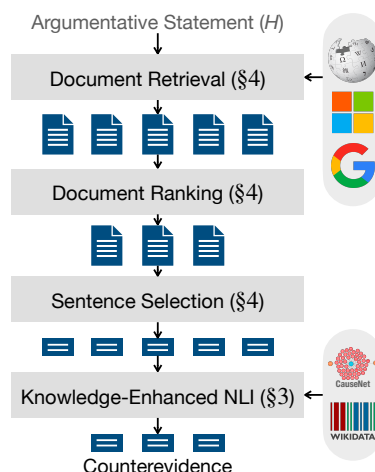 Argumentative Statement (H)
Document Retrieval (§4)
Document Ranking (§4)
Sentence Selection (§4)
CauseNet
Knowledge-Enhanced NLI (§3)
WIKIDATA
Counterevidence